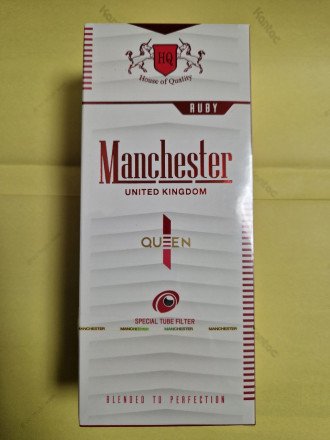 HQ
House of Quality
RUBY
Manchester
UNITED KINGDOM
QUEEN
SPECIAL TUBE FILTER
MANCHESTER MANCHESTER MANCHESTER MANCHESTER
BLENDED TO PERFECTION